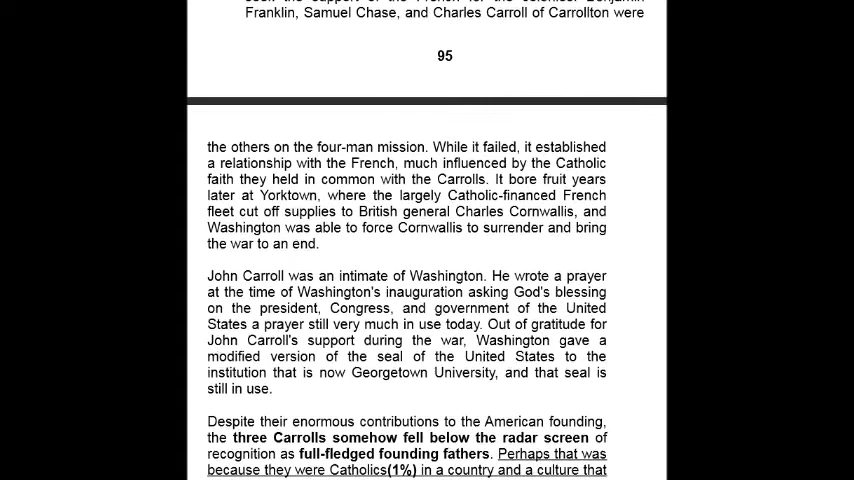 Franklin, Samuel Chase, and Charles Carroll of Carrollton were
95
the others on the four-man mission. While it failed, it established
a relationship with the French, much influenced by the Catholic
faith they held in common with the Carrolls. It bore fruit years
later at Yorktown, where the largely Catholic-financed French
fleet cut off supplies to British general Charles Cornwallis, and
Washington was able to force Cornwallis to surrender and bring
the war to an end.
John Carroll was an intimate of Washington. He wrote a prayer
at the time of Washington's inauguration asking God's blessing
on the president, Congress, and government of the United
States a prayer still very much in use today. Out of gratitude for
John Carroll's support during the war, Washington gave a
modified version of the seal of the United States to the
institution that is now Georgetown University, and that seal is
still in use.
Despite their enormous contributions to the American founding,
the three Carrolls somehow fell below the radar screen of
recognition as full-fledged founding fathers. Perhaps that was
because they were Catholics(1%) in a country and a culture that